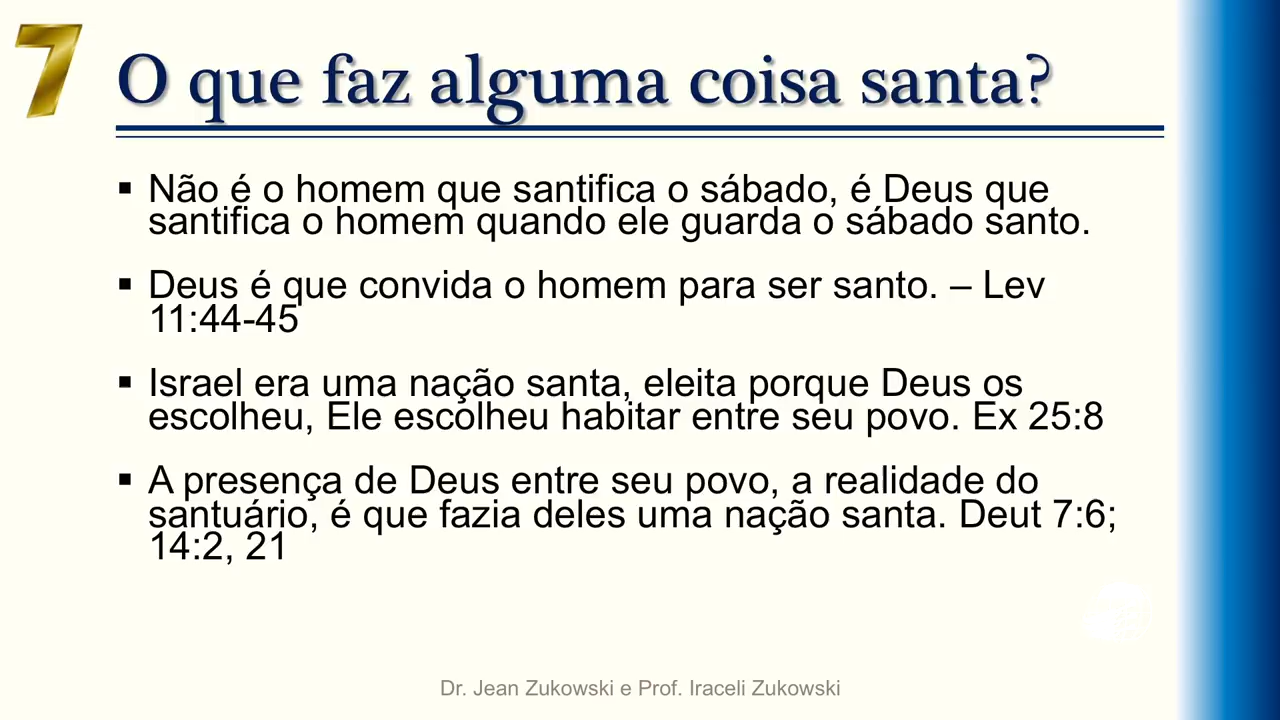 7
O que faz alguma coisa santa?
▪ Não é o homem que santifica o sábado, é Deus que
santifica o homem quando ele guarda o sábado santo.
▪ Deus é que convida o homem para ser santo. – Lev
11:44-45
▪ Israel era uma nação santa, eleita porque Deus os
escolheu, Ele escolheu habitar entre seu povo. Ex 25:8
▪ A presença de Deus entre seu povo, a realidade do
santuário, é que fazia deles uma nação santa. Deut 7:6;
14:2, 21
Dr. Jean Zukowski e Prof. Iraceli Zukowski